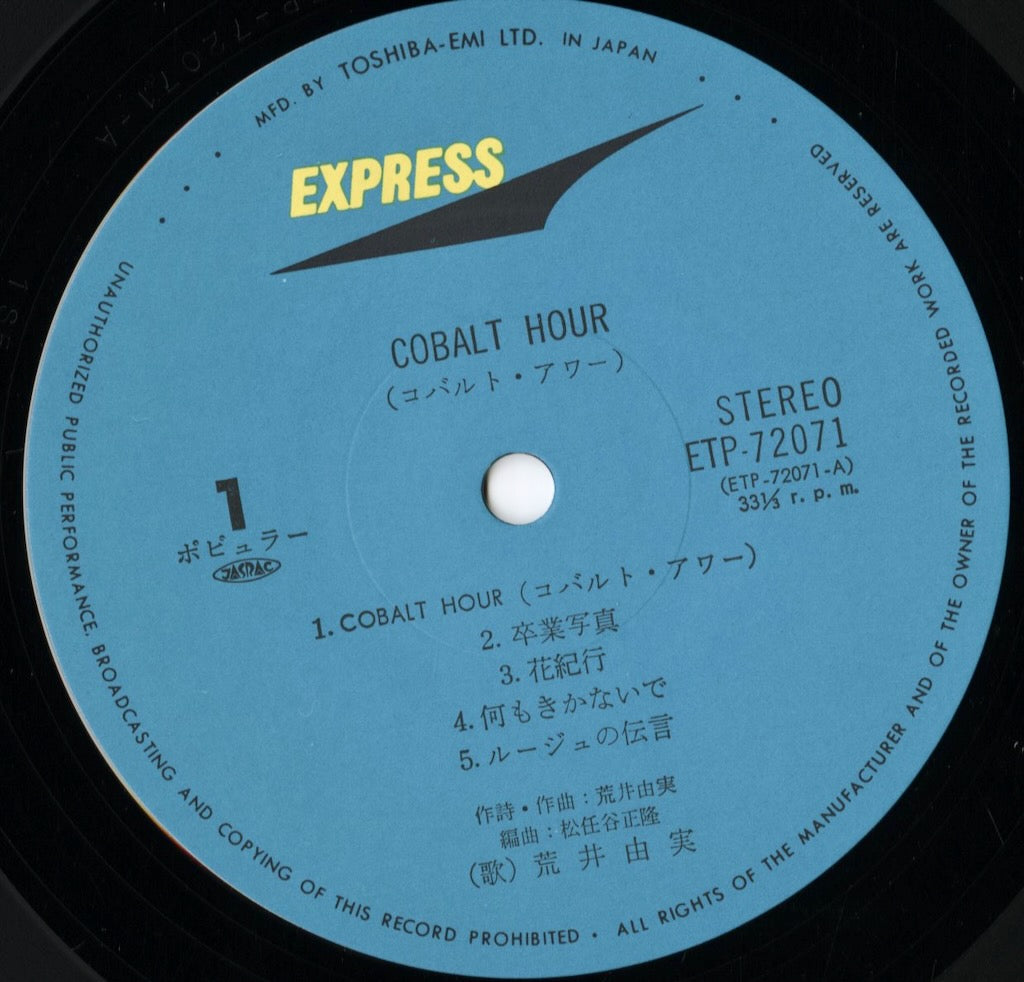 MFD. BY TOSHIBA-EMI LTD. IN JAPAN
EXPRESS
COBALT HOUR
(コバルト・アワー)
STEREO
ETP-72071
(ETP-72071-A)
33⅓ r. p. m.
1
ポピュラー
JASRAC
1. COBALT HOUR (コバルト・アワー)
2. 卒業写真
3. 花紀行
4. 何もきかないで
5. ルージュの伝言
作詩・作曲：荒井由実
編曲：松任谷正隆
(歌) 荒井由実
UNAUTHORIZED PUBLIC PERFORMANCE, BROADCASTING AND COPYING OF THIS RECORD PROHIBITED • ALL RIGHTS OF THE MANUFACTURER AND OF THE OWNER OF THE RECORDED WORK ARE RESERVED